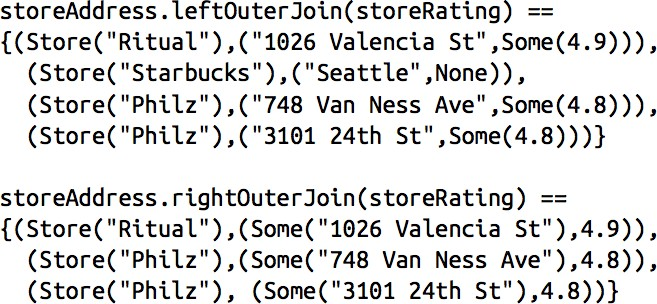 storeAddress.leftOuterJoin(storeRating) ==
{(Store("Ritual"),("1026 Valencia St",Some(4.9))),
(Store("Starbucks"),("Seattle",None)),
(Store("Philz"),("748 Van Ness Ave",Some(4.8))),
(Store("Philz"),("3101 24th St",Some(4.8)))}
storeAddress.rightOuterJoin(storeRating) ==
{(Store("Ritual"),(Some("1026 Valencia St"),4.9)),
(Store("Philz"),(Some("748 Van Ness Ave"),4.8)),
(Store("Philz"), (Some("3101 24th St"),4.8))}